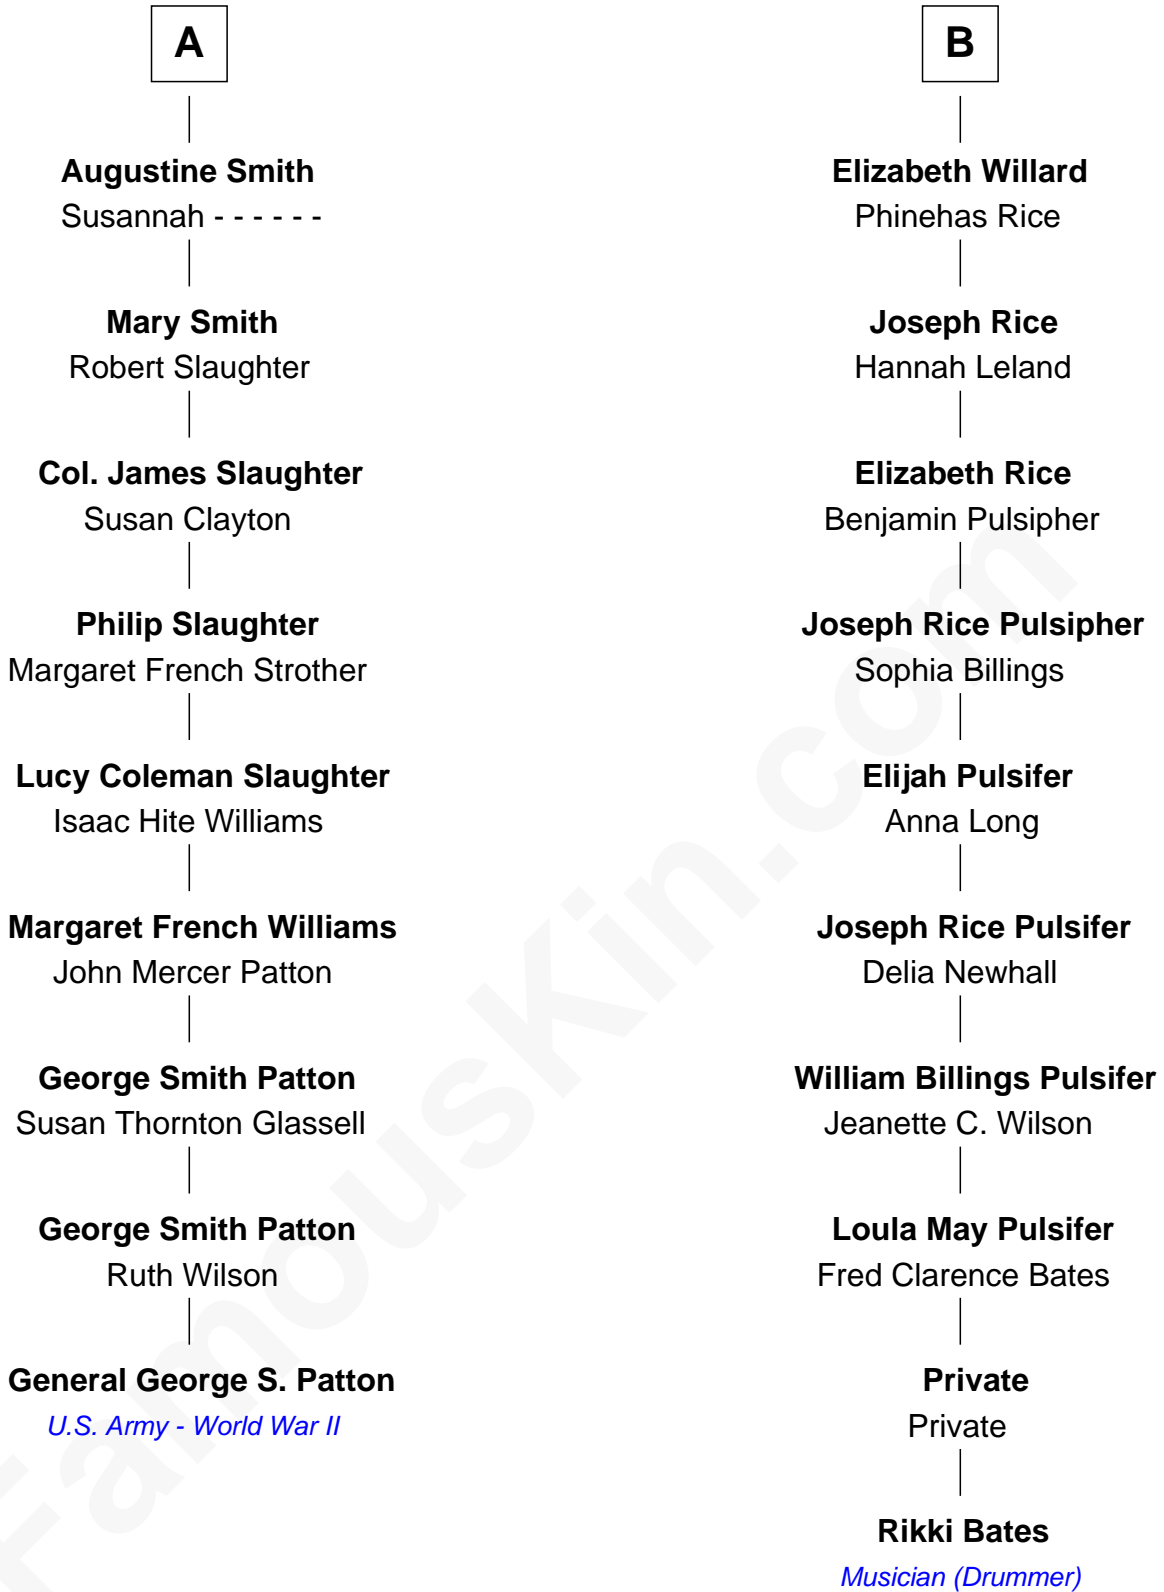 A
Augustine Smith
Susannah - - - - - -
Mary Smith
Robert Slaughter
Col. James Slaughter
Susan Clayton
Philip Slaughter
Margaret French Strother
Lucy Coleman Slaughter
Isaac Hite Williams
Margaret French Williams
John Mercer Patton
George Smith Patton
Susan Thornton Glassell
George Smith Patton
Ruth Wilson
General George S. Patton
U.S. Army - World War II
B
Elizabeth Willard
Phinehas Rice
Joseph Rice
Hannah Leland
Elizabeth Rice
Benjamin Pulsipher
Joseph Rice Pulsipher
Sophia Billings
Elijah Pulsifer
Anna Long
Joseph Rice Pulsifer
Delia Newhall
William Billings Pulsifer
Jeanette C. Wilson
Loula May Pulsifer
Fred Clarence Bates
Private
Private
Rikki Bates
Musician (Drummer)
FamousKin.com